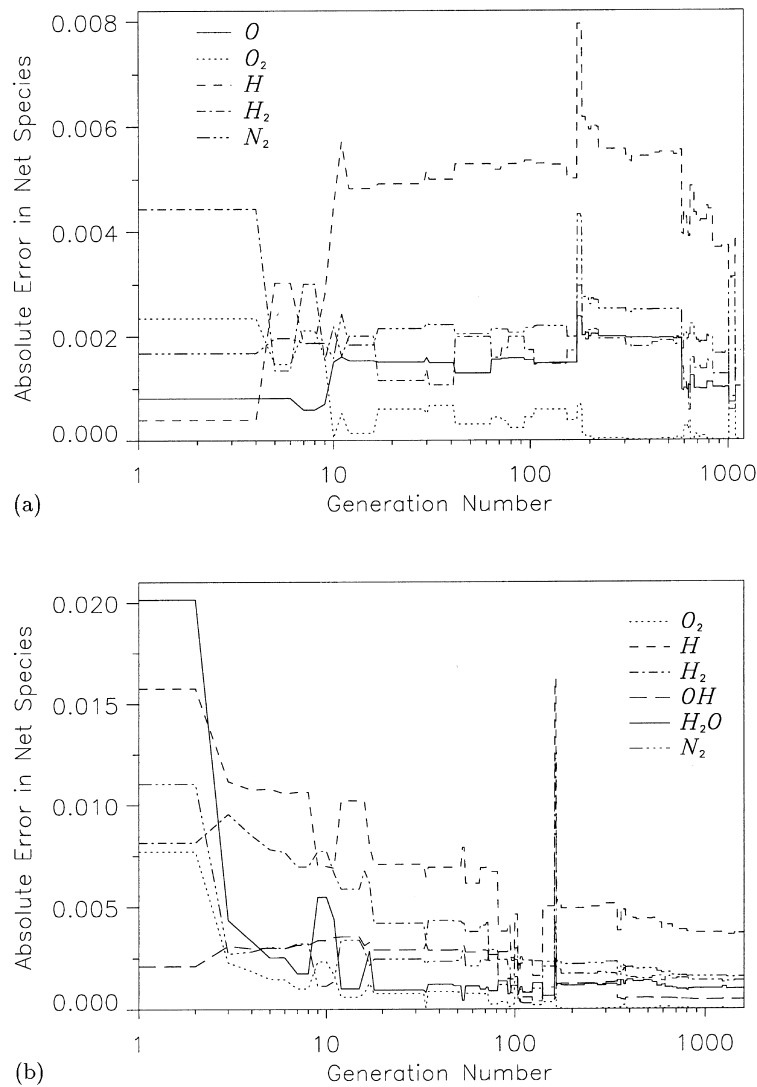 0.008
0.006
0.004
0.002
0.000
Absolute Error in Net Species
O
O₂
H
H₂
N₂
1
10
100
1000
Generation Number
(a)
0.020
0.015
0.010
0.005
0.000
Absolute Error in Net Species
O₂
H
H₂
OH
H₂O
N₂
1
10
100
1000
Generation Number
(b)